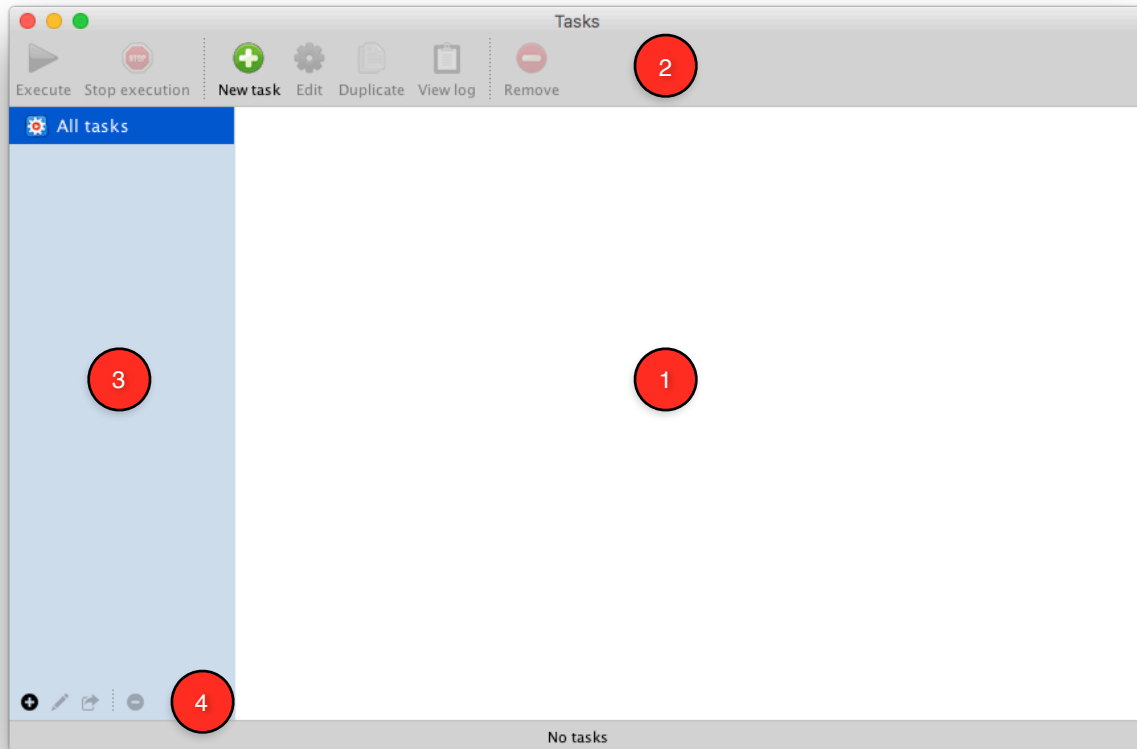 Tasks
2
STOP
Execute Stop execution New task Edit Duplicate View log Remove
All tasks
3 1
4
No tasks